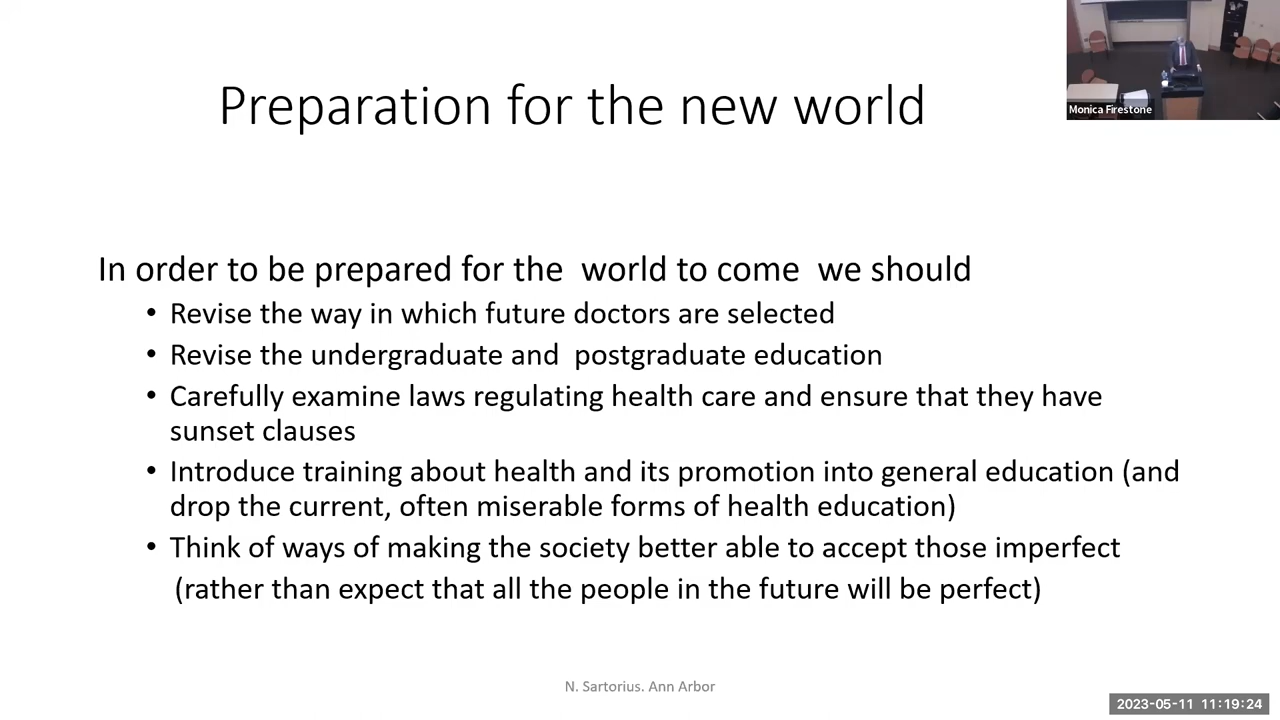 Preparation for the new world
Monica Firestone
In order to be prepared for the  world to come  we should
• Revise the way in which future doctors are selected
• Revise the undergraduate and  postgraduate education
• Carefully examine laws regulating health care and ensure that they have
sunset clauses
• Introduce training about health and its promotion into general education (and
drop the current, often miserable forms of health education)
• Think of ways of making the society better able to accept those imperfect
(rather than expect that all the people in the future will be perfect)
N. Sartorius. Ann Arbor
2023-05-11 11:19:24